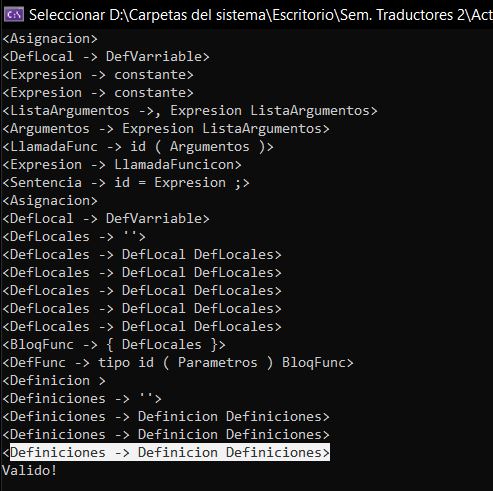 Seleccionar D:\Carpetas del sistema\Escritorio\Sem. Traductores 2\Act
<Asignacion>
<DefLocal -> DefVarriable>
<Expresion -> constante>
<Expresion -> constante>
<ListaArgumentos ->, Expresion ListaArgumentos>
<Argumentos -> Expresion ListaArgumentos>
<LlamadaFunc -> id ( Argumentos )>
<Expresion -> LlamadaFuncicon>
<Sentencia -> id = Expresion ;>
<Asignacion>
<DefLocal -> DefVarriable>
<DefLocales -> ''>
<DefLocales -> DefLocal DefLocales>
<DefLocales -> DefLocal DefLocales>
<DefLocales -> DefLocal DefLocales>
<DefLocales -> DefLocal DefLocales>
<BloqFunc -> { DefLocales }>
<DefFunc -> tipo id ( Parametros ) BloqFunc>
<Definicion >
<Definiciones -> ''>
<Definiciones -> Definicion Definiciones>
<Definiciones -> Definicion Definiciones>
<Definiciones -> Definicion Definiciones>
Valido!